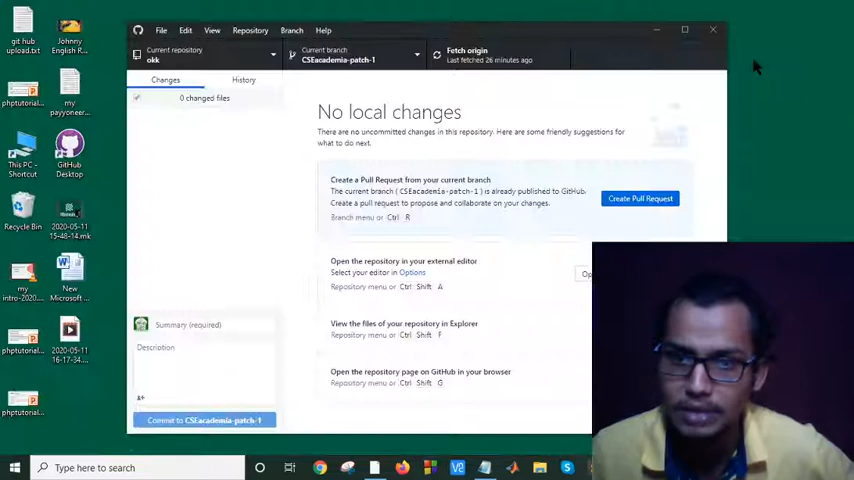 File Edit View Repository Branch Help
Current repository
okk
Current branch
CSEacademia-patch-1
Fetch origin
Last fetched 26 minutes ago
Changes
History
0 changed files
No local changes
There are no uncommitted changes in this repository. Here are some friendly suggestions for
what to do next.
Create a Pull Request from your current branch
The current branch (CSEacademia-patch-1) is already published to GitHub.
Create a pull request to propose and collaborate on your changes.
Branch menu or Ctrl R
Create Pull Request
Open the repository in your external editor
Select your editor in Options
Repository menu or Ctrl Shift A
View the files of your repository in Explorer
Repository menu or Ctrl Shift F
Open the repository page on GitHub in your browser
Repository menu or Ctrl Shift G
Summary (required)
Description
Commit to CSEacademia-patch-1
git hub
upload.txt
Johnny
English R...
phptutorial...
my
payyoneer...
This PC -
Shortcut
GitHub
Desktop
Recycle Bin
2020-05-11
15-48-14.mk
my
intro-2020...
New
Microsoft ...
phptutorial...
2020-05-11
16-17-34....
phptutorial...
Type here to search